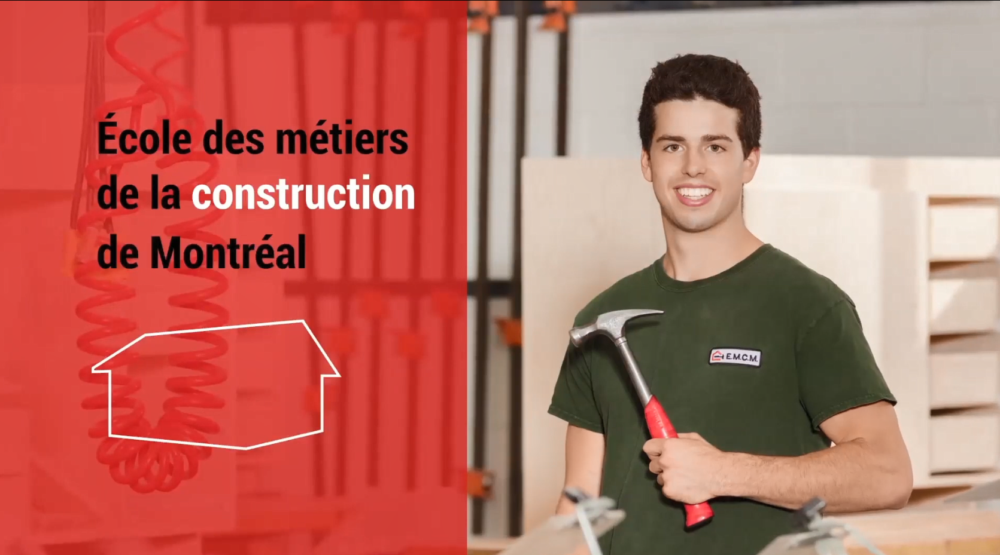 École des métiers
de la construction
de Montréal
E.M.C.M.